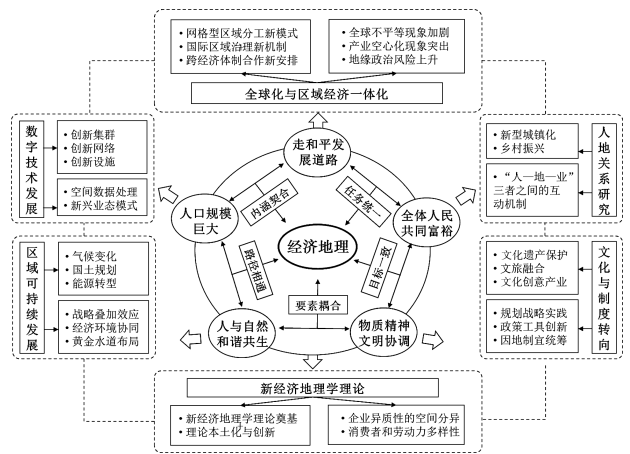 • 网格型区域分工新模式
• 国际区域治理新机制
• 跨经济体制合作新安排
• 全球不平等现象加剧
• 产业空心化现象突出
• 地缘政治风险上升
全球化与区域经济一体化
数字技术发展
• 创新集群
• 创新网络
• 创新设施
• 空间数据处理
• 新兴业态模式
走和平发
展道路
• 新型城镇化
• 乡村振兴
• “人—地—业”
三者之间的互
动机制
人地关系研究
人口规模
巨大
内涵契合
任务统一
全体人民
共同富裕
经济地理
区域可持续发展
• 气候变化
• 国土规划
• 能源转型
• 战略叠加效应
• 经济环境协同
• 黄金水道布局
路径相通
目标一致
要素耦合
• 文化遗产保护
• 文旅融合
• 文化创意产业
• 规划战略实践
• 政策工具创新
• 因地制宜统筹
文化与制度转向
人与自然
和谐共生
物质精神
文明协调
新经济地理学理论
• 新经济地理学理论奠基
• 理论本土化与创新
• 企业异质性的空间分异
• 消费者和劳动力多样性